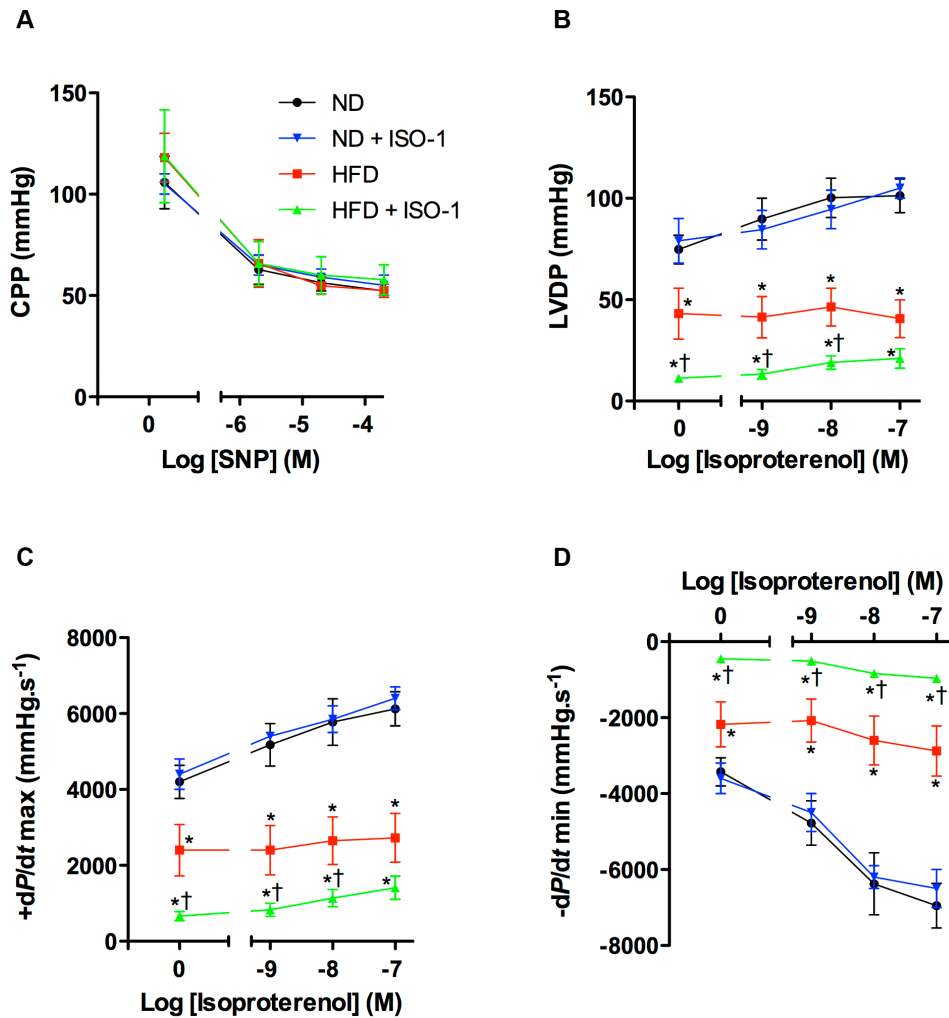 A
CPP (mmHg)
150
100
50
0
ND
ND + ISO-1
HFD
HFD + ISO-1
0 -6 -5 -4
Log [SNP] (M)
B
LVDP (mmHg)
150
100
50
0
* * * *
*† *† *† *
0 -9 -8 -7
Log [Isoproterenol] (M)
C
+dP/dt max (mmHg.s⁻¹)
8000
6000
4000
2000
0
* * * *
*† *† *† *
0 -9 -8 -7
Log [Isoproterenol] (M)
D
Log [Isoproterenol] (M)
0 -9 -8 -7
-dP/dt min (mmHg.s⁻¹)
0
-2000
-4000
-6000
-8000
*† *† *† *†
* * * *